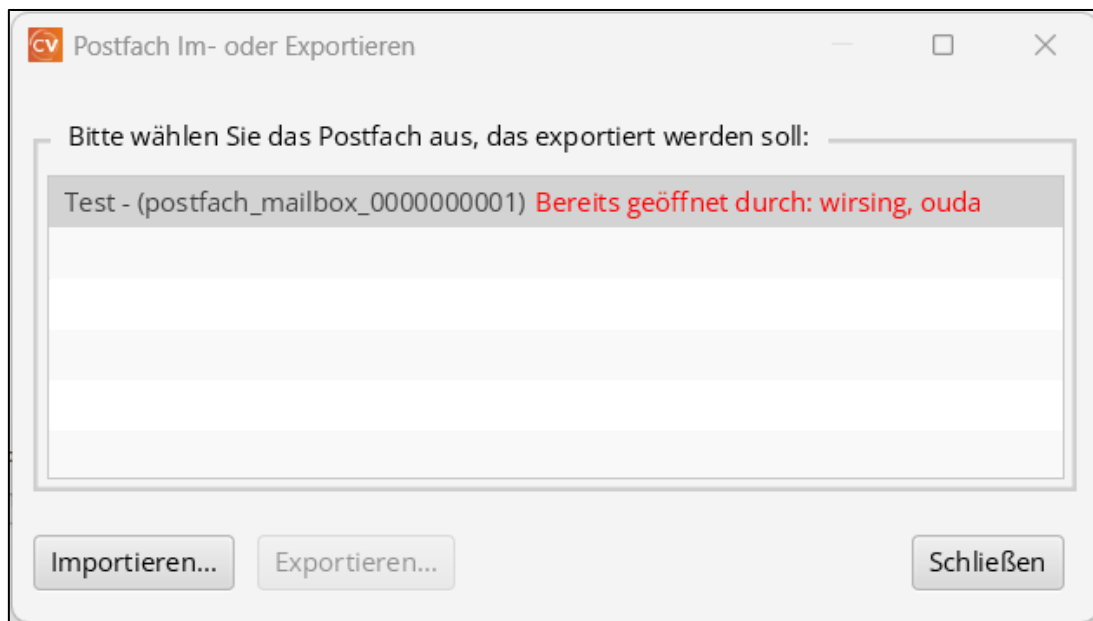 CV Postfach Im- oder Exportieren
Bitte wählen Sie das Postfach aus, das exportiert werden soll:
Test - (postfach_mailbox_0000000001) Bereits geöffnet durch: wirsing, ouda
Importieren... Exportieren... Schließen